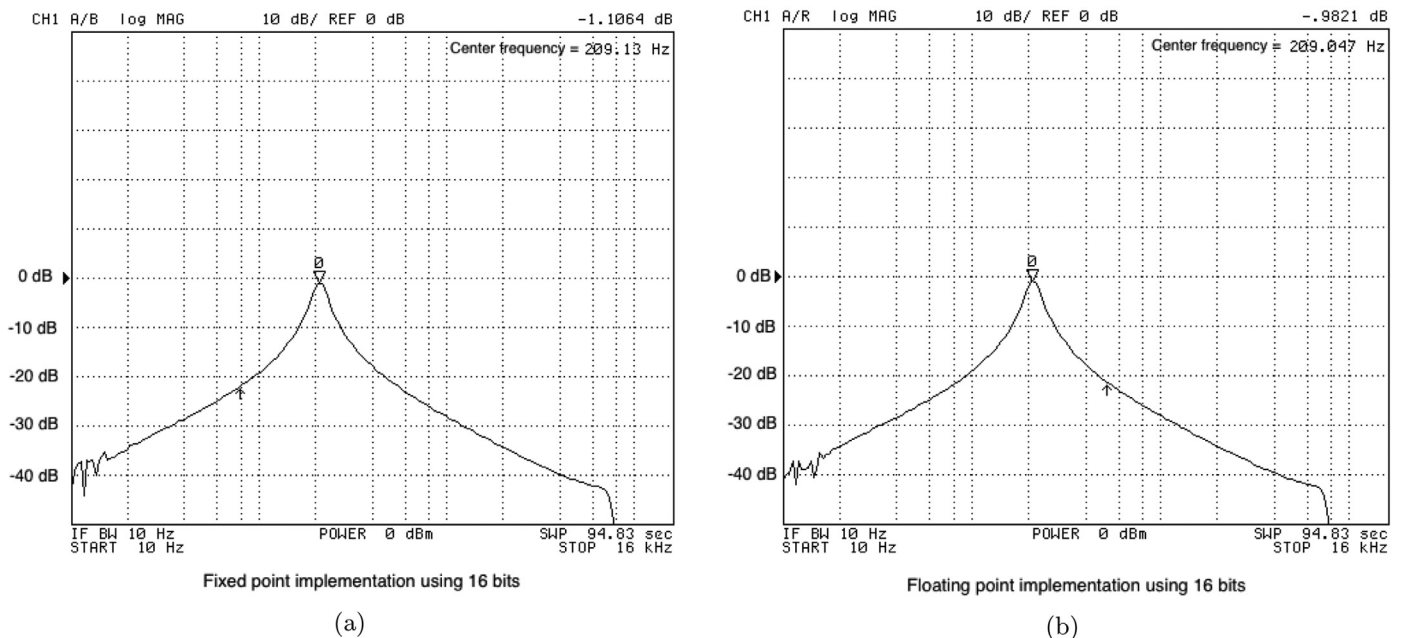 CH1 A/B log MAG 10 dB/ REF 0 dB -1.1064 dB
Center frequency = 209.13 Hz
0
0 dB
-10 dB
-20 dB
-30 dB
-40 dB
IF BW 10 Hz POWER 0 dBm SWP 94.83 sec
START 10 Hz STOP 16 kHz
Fixed point implementation using 16 bits
(a)
CH1 A/R log MAG 10 dB/ REF 0 dB -.9821 dB
Center frequency = 209.047 Hz
0
0 dB
-10 dB
-20 dB
-30 dB
-40 dB
IF BW 10 Hz POWER 0 dBm SWP 94.83 sec
START 10 Hz STOP 16 kHz
Floating point implementation using 16 bits
(b)